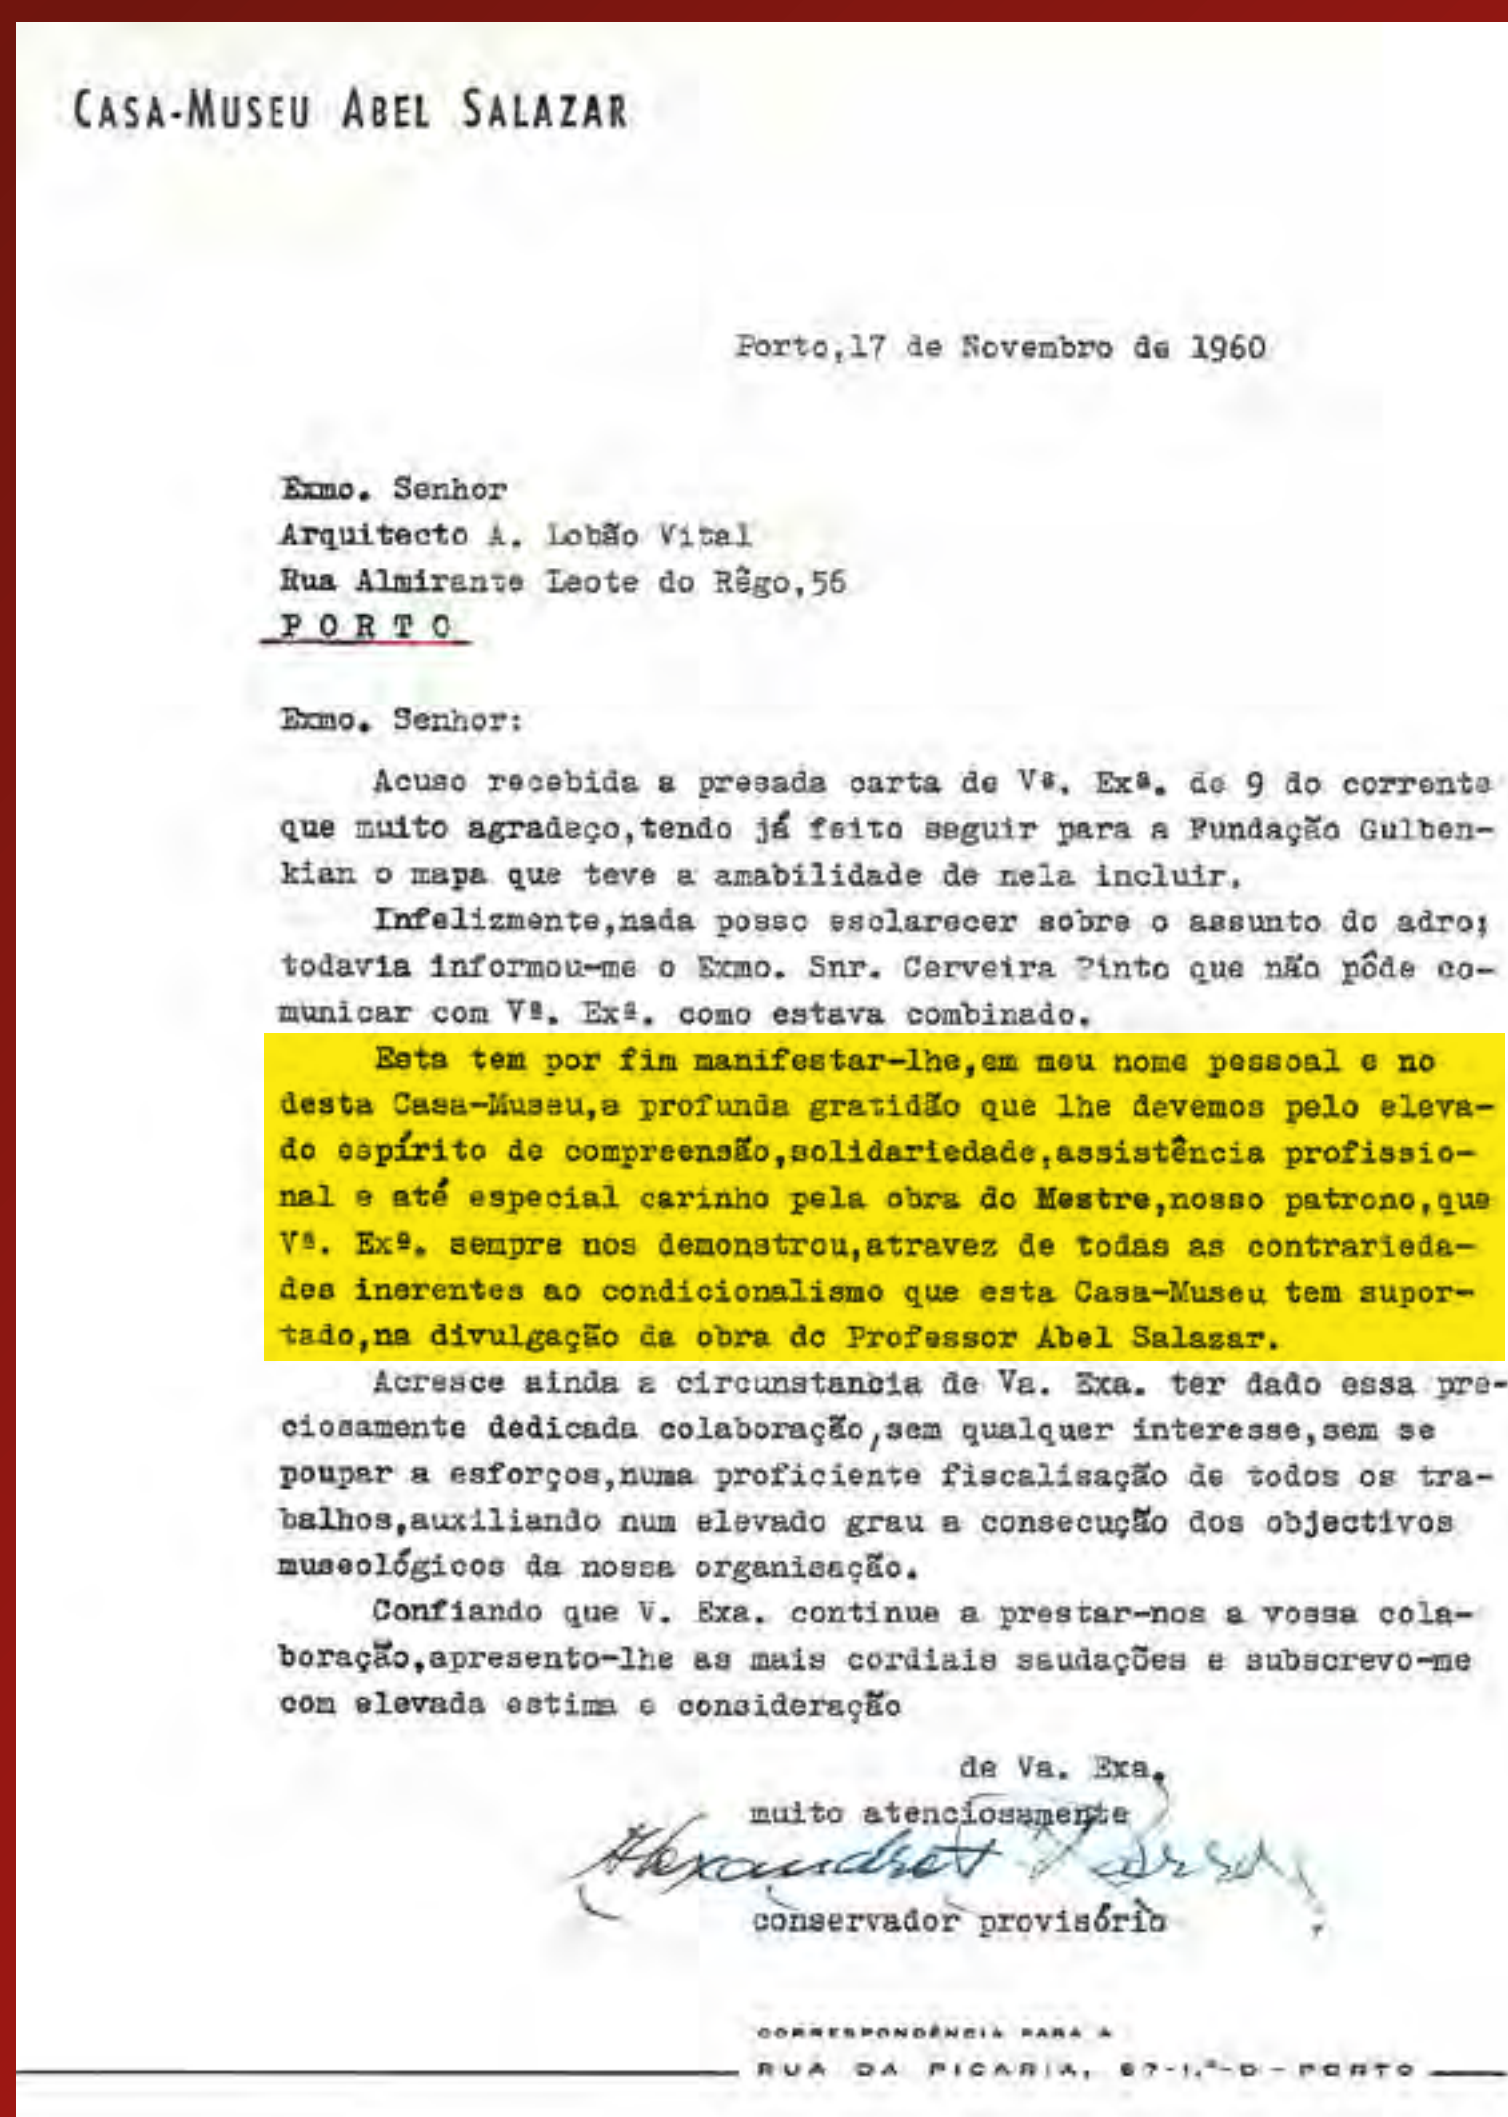 CASA-MUSEU ABEL SALAZAR
Porto,17 de Novembro de 1960
Exmo. Senhor
Arquitecto A. Lobão Vital
Rua Almirante Leote do Rêgo,56
P O R T O
Exmo. Senhor:
Acuso recebida a presada carta de Vª. Exª. de 9 do corrente
que muito agradeço,tendo já feito seguir para a Fundação Gulben-
kian o mapa que teve a amabilidade de nela incluir.
Infelizmente,nada posso esclarecer sobre o assunto do adro;
todavia informou-me o Exmo. Snr. Cerveira Pinto que não pôde co-
municar com Vª. Exª. como estava combinado.
Esta tem por fim manifestar-lhe,em meu nome pessoal e no
desta Casa-Museu,a profunda gratidão que lhe devemos pelo eleva-
do espírito de compreensão,solidariedade,assistência profissio-
nal e até especial carinho pela obra do Mestre,nosso patrono,que
Vª. Exª. sempre nos demonstrou,atravez de todas as contrarieda-
des inerentes ao condicionalismo que esta Casa-Museu tem supor-
tado,na divulgação da obra do Professor Abel Salazar.
Acresce ainda a circunstancia de Va. Exa. ter dado essa pre-
ciosamente dedicada colaboração,sem qualquer interesse,sem se
poupar a esforços,numa proficiente fiscalisação de todos os tra-
balhos,auxiliando num elevado grau a consecução dos objectivos
museológicos da nossa organisação.
Confiando que V. Exa. continue a prestar-nos a vossa cola-
boração,apresento-lhe as mais cordiais saudações e subscrevo-me
com elevada estima e consideração
de Va. Exa.
muito atenciosamente
conservador provisório
CORRESPONDÊNCIA PARA A
RUA DA PICARIA, 67-1.º-D - PORTO